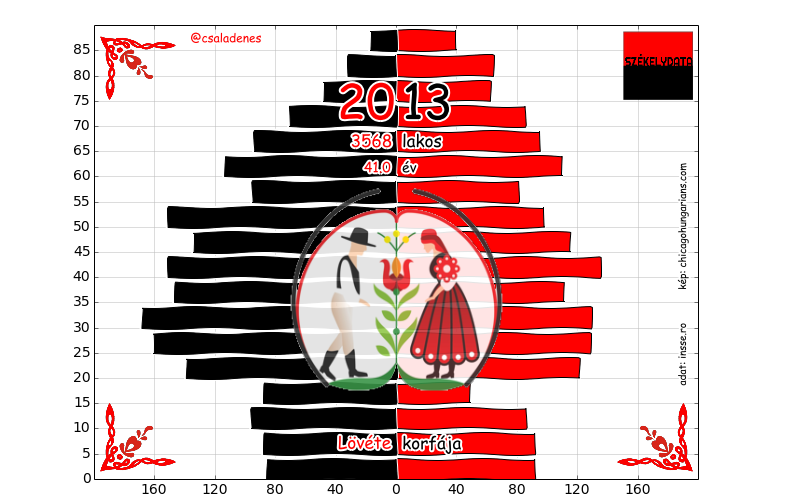 @csaladenes
SZÉKELYDATA
2013
3568 lakos
41,0 év
kép: chicagohungarians.com
adat: insse.ro
Lövéte korfája
85
80
75
70
65
60
55
50
45
40
35
30
25
20
15
10
5
0
160 120 80 40 0 40 80 120 160